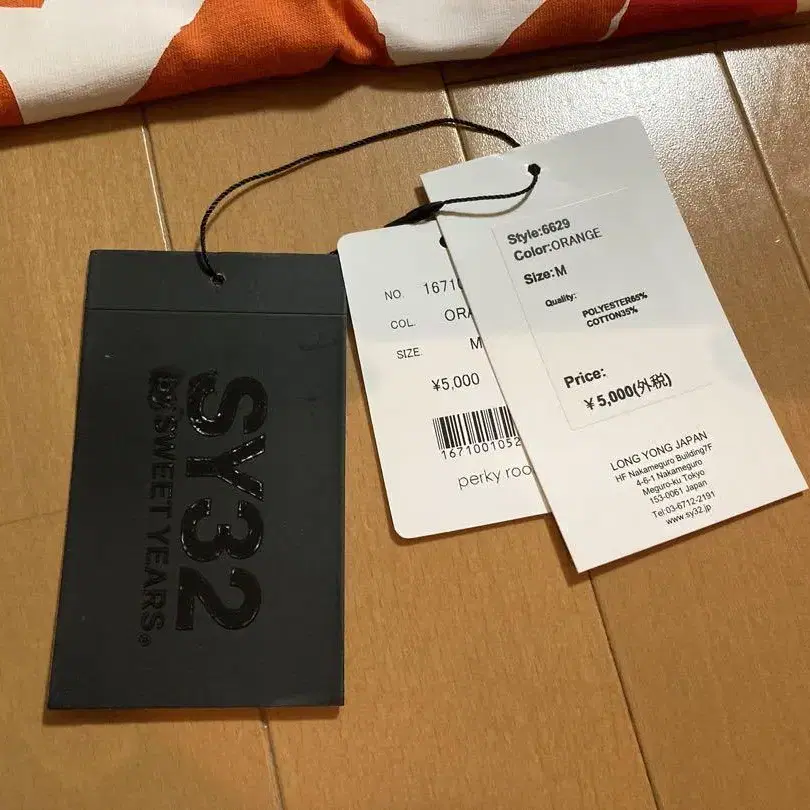 SY32
by SWEET YEARS®
NO.
COL.
SIZE. M
¥5,000
1671001052
perky roo
Style:6629
Color:ORANGE
Size:M
Quality:
POLYESTER65%
COTTON35%
Price:
¥5,000(外税)
LONG YONG JAPAN
HF Nakameguro Building7F
4-6-1 Nakameguro
Meguro-ku Tokyo
153-0061 Japan
Tel:03-6712-2191
www.sy32.jp